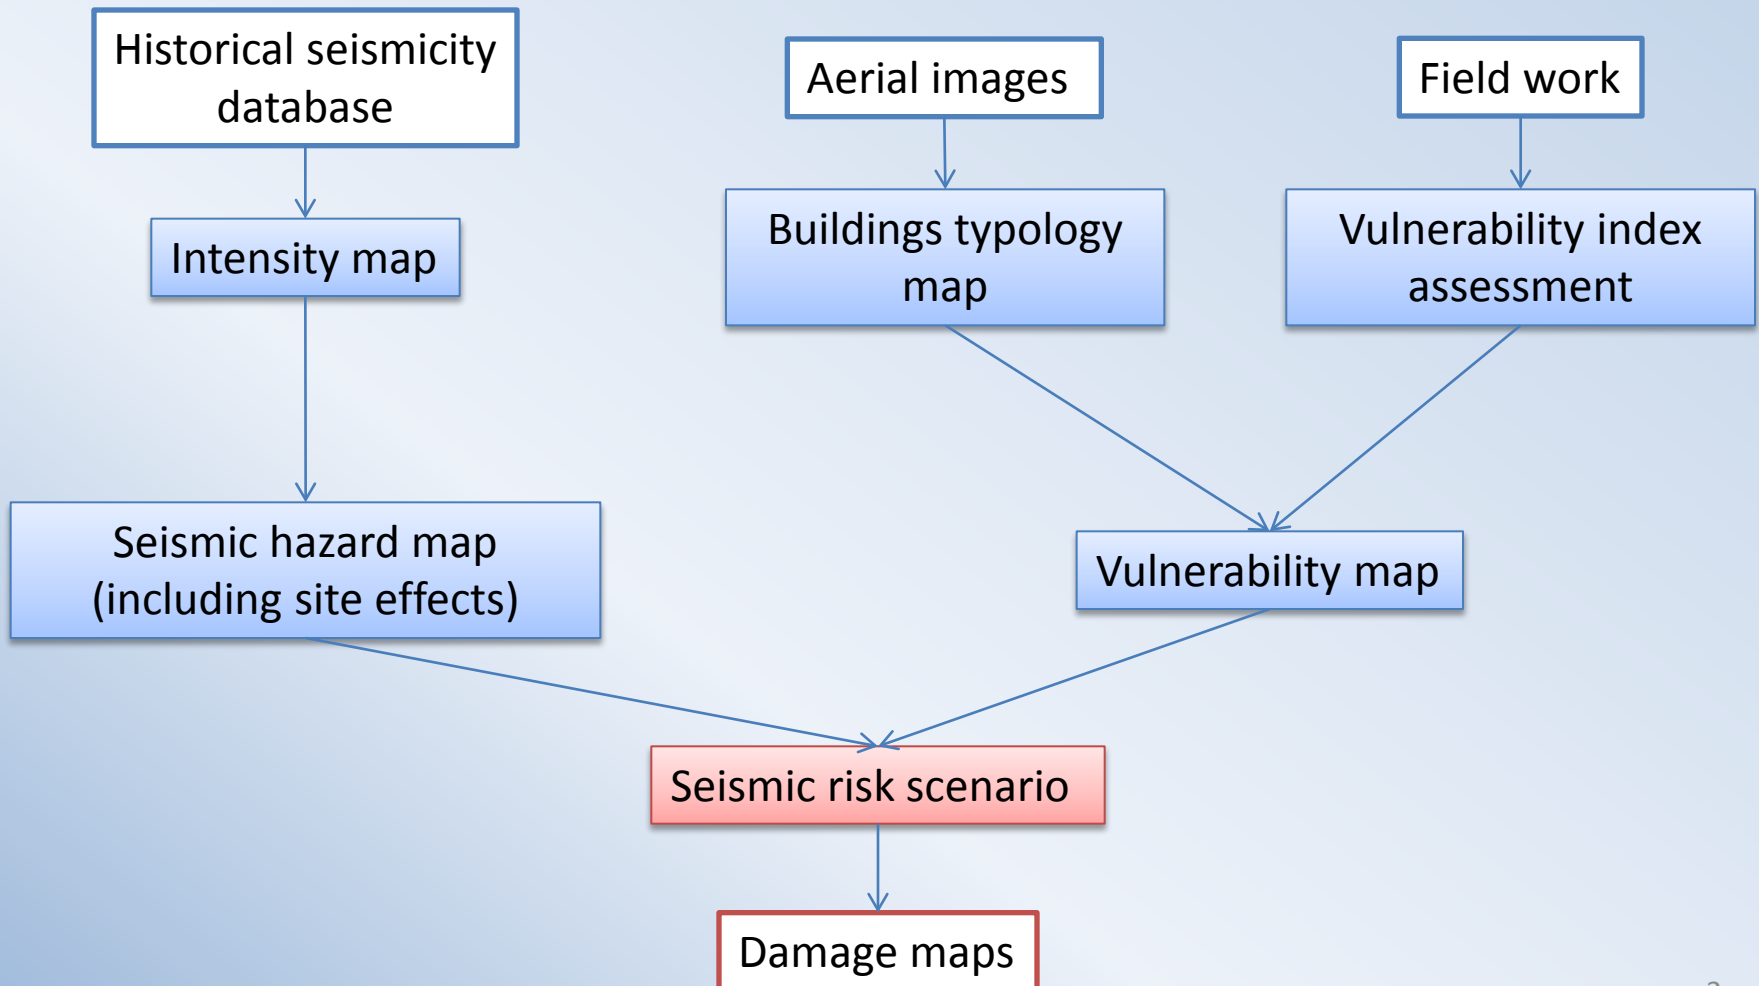 Historical seismicity
database
Aerial images
Field work
Intensity map
Buildings typology
map
Vulnerability index
assessment
Seismic hazard map
(including site effects)
Vulnerability map
Seismic risk scenario
Damage maps